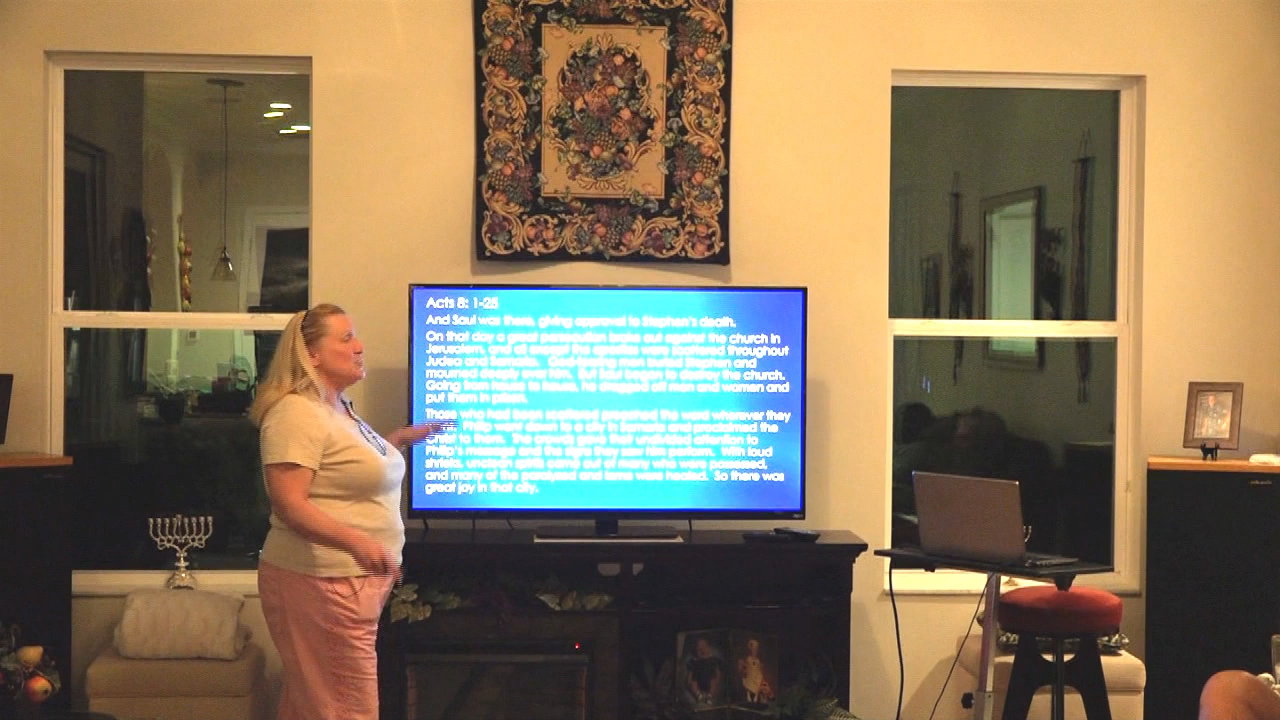 Acts 8: 1-25
And Saul was there, giving approval to Stephen's death.
On that day a great persecution broke out against the church in
Jerusalem, and all except the apostles were scattered throughout
Judea and Samaria. Godly men buried Stephen and
mourned deeply over him. But Saul began to destroy the church.
Going from house to house, he dragged off men and women and
put them in prison.
Those who had been scattered preached the word wherever they
Philip went down to a city in Samaria and proclaimed the
Christ to them. The crowds gave their undivided attention to
Philip's message and the signs they saw him perform. With loud
shrieks, unclean spirits came out of many who were possessed,
and many of the paralyzed and lame were healed. So there was
great joy in that city.